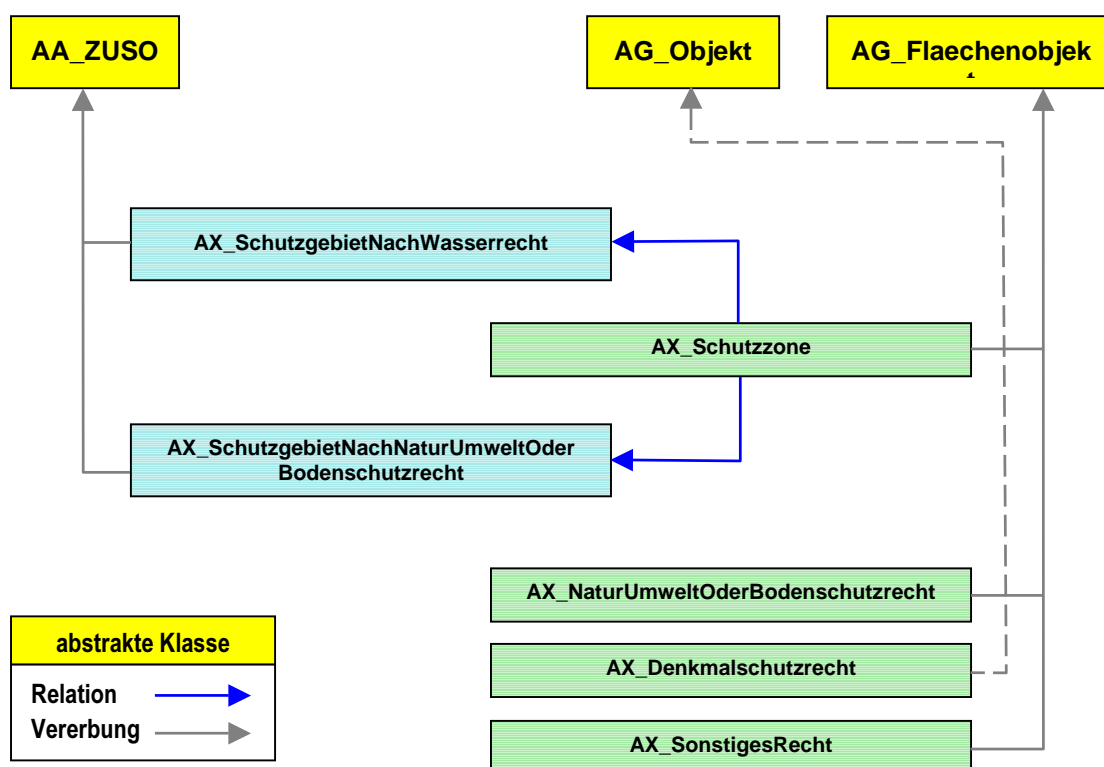 AA_ZUSO
AG_Objekt
AG_Flaechenobjek
AX_SchutzgebietNachWasserrecht
AX_Schutzzone
AX_SchutzgebietNachNaturUmweltOder
Bodenschutzrecht
AX_NaturUmweltOderBodenschutzrecht
AX_Denkmalschutzrecht
AX_SonstigesRecht
abstrakte Klasse
Relation
Vererbung